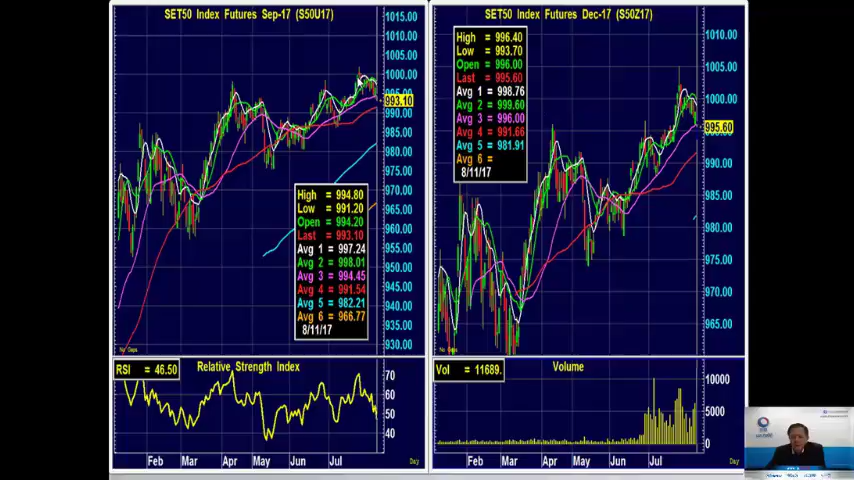 SET50 Index Futures Sep-17 (S50U17)
1015.00
1010.00
1005.00
1000.00
993.10
990.00
985.00
980.00
975.00
970.00
965.00
960.00
955.00
950.00
945.00
940.00
935.00
930.00
High = 994.80
Low = 991.20
Open = 994.20
Last = 993.10
Avg 1 = 997.24
Avg 2 = 998.01
Avg 3 = 994.45
Avg 4 = 991.54
Avg 5 = 982.21
Avg 6 = 966.77
8/11/17
No Gaps
RSI = 46.50
Relative Strength Index
70
60
50
40
Feb Mar Apr May Jun Jul
Day
SET50 Index Futures Dec-17 (S50Z17)
High = 996.40
Low = 993.70
Open = 996.00
Last = 995.60
Avg 1 = 998.76
Avg 2 = 999.60
Avg 3 = 996.00
Avg 4 = 991.66
Avg 5 = 981.91
Avg 6 =
8/11/17
1015.00
1010.00
1005.00
1000.00
995.60
990.00
985.00
980.00
975.00
970.00
965.00
No Gaps
Vol = 11689.
Volume
10000
5000
0
Feb Mar Apr May Jun Jul
Day